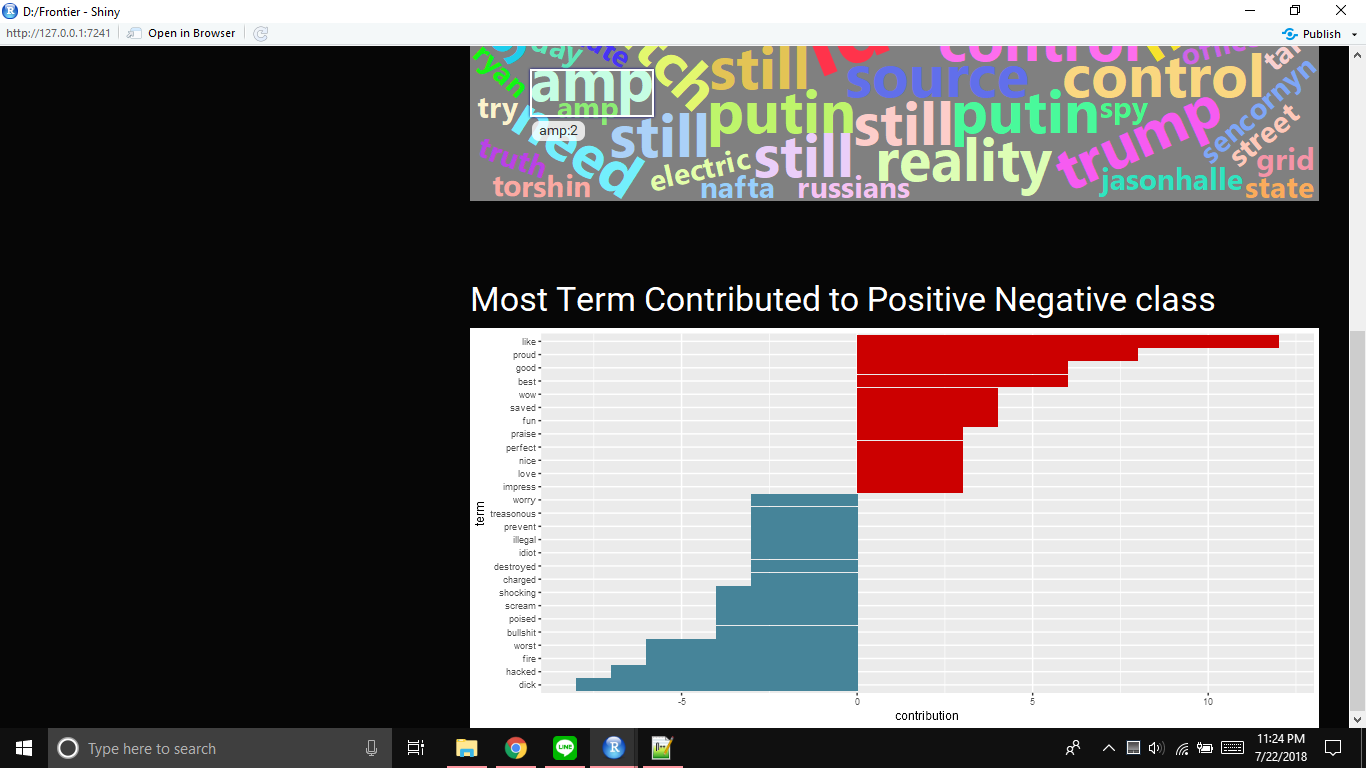 D:/Frontier - Shiny
http://127.0.0.1:7241 Open in Browser Publish
day
ryan
amp
still
control
source
control
try
amp
need
still
putin
still
putin
spy
trump
sencornyn
street
truth
electric
still
reality
grid
torshin
nafta
russians
jasonhalle
state
amp:2
Most Term Contributed to Positive Negative class
like
proud
good
best
wow
saved
fun
praise
perfect
nice
love
impress
worry
treasonous
prevent
illegal
idiot
destroyed
charged
shocking
scream
poised
bullshit
worst
fire
hacked
dick
term
-5 0 5 10
contribution
Type here to search
LINE
11:24 PM
7/22/2018